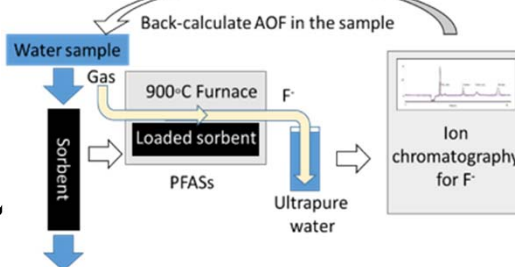 Back-calculate AOF in the sample
Water sample
Gas
900°C Furnace
F-
Loaded sorbent
Sorbent
PFASs
Ultrapure
water
Ion
chromatography
for F-